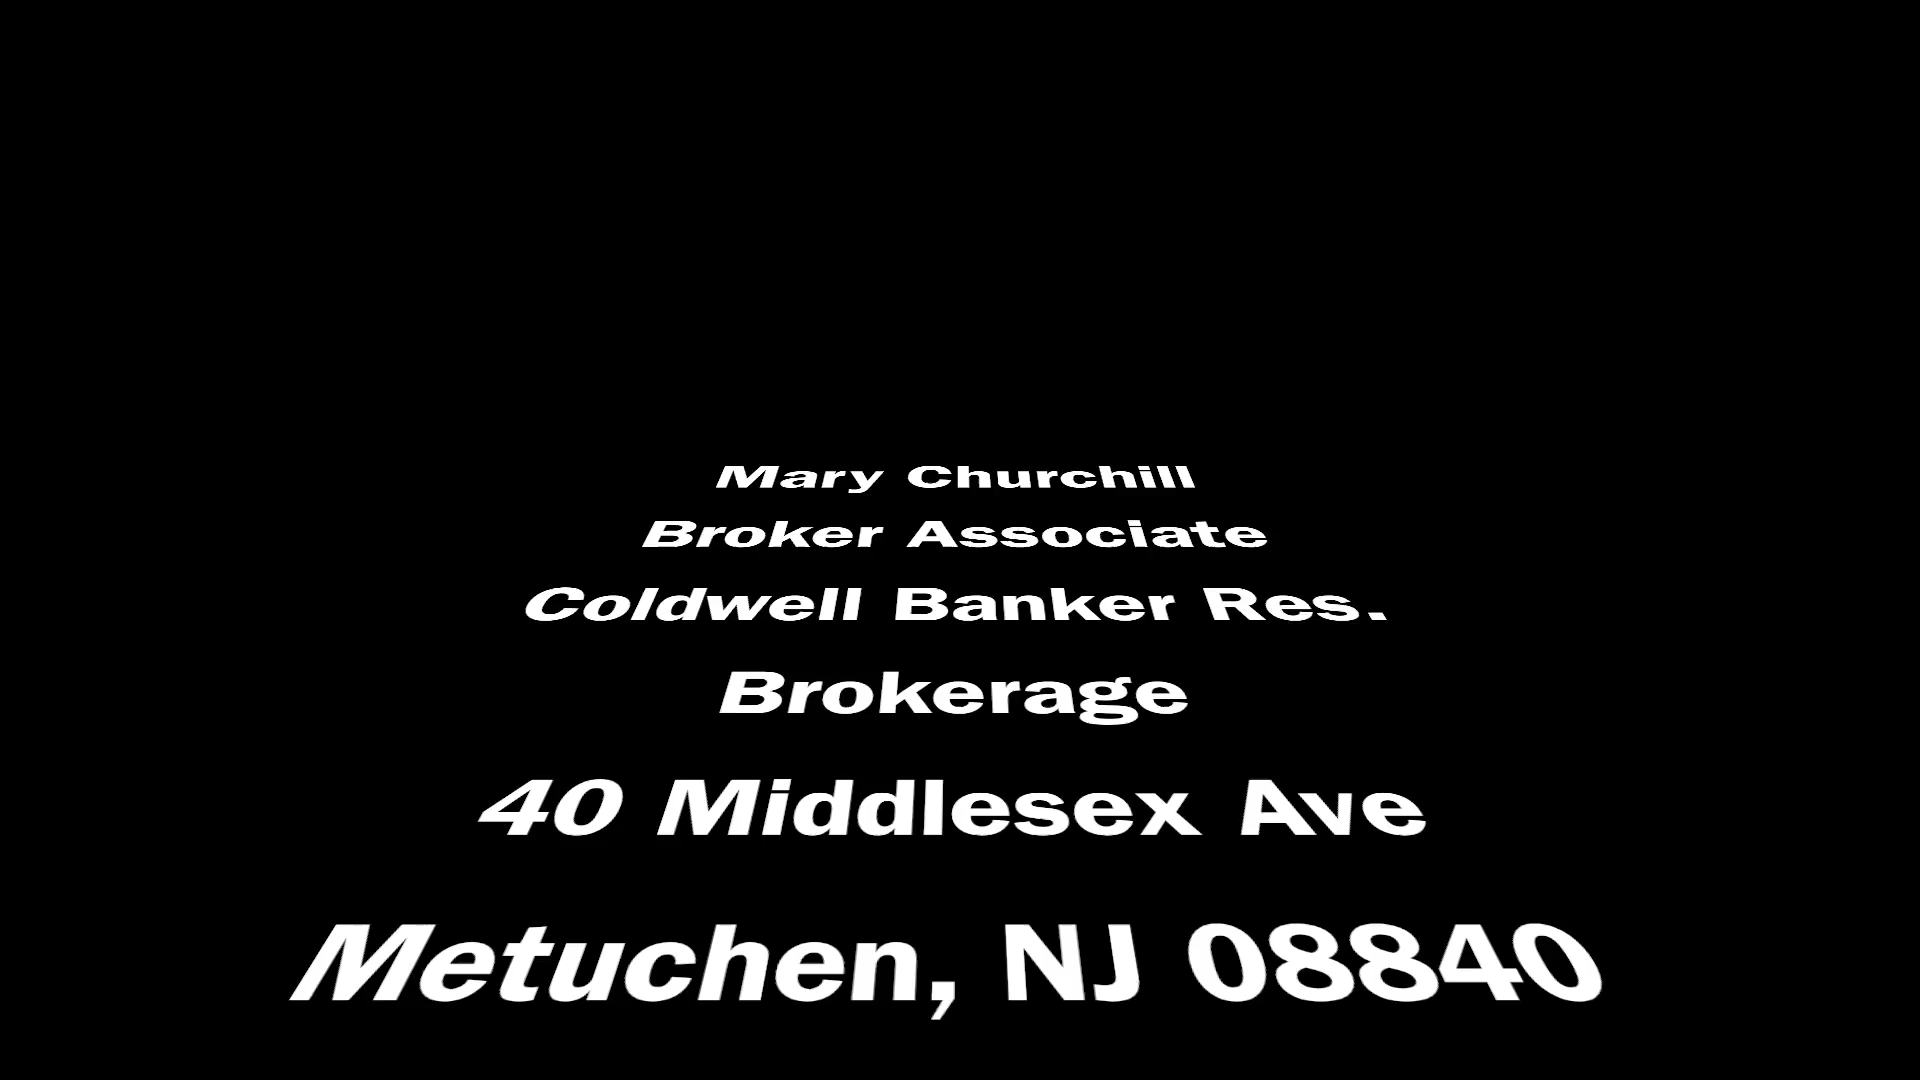 Mary Churchill
Broker Associate
Coldwell Banker Res.
Brokerage
40 Middlesex Ave
Metuchen, NJ 08840